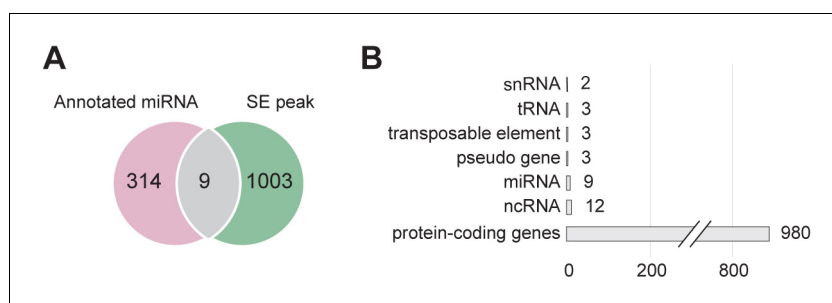 A
Annotated miRNA SE peak
314 9 1003
B
snRNA 2
tRNA 3
transposable element 3
pseudo gene 3
miRNA 9
ncRNA 12
protein-coding genes 980
0 200 800